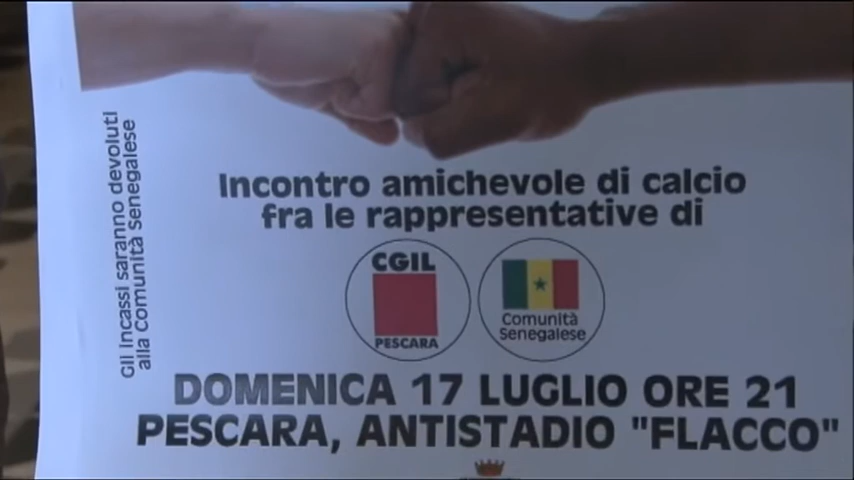 Gli incassi saranno devoluti
alla Comunità Senegalese
Incontro amichevole di calcio
fra le rappresentative di
CGIL
PESCARA
Comunità
Senegalese
DOMENICA 17 LUGLIO ORE 21
PESCARA, ANTISTADIO "FLACCO"